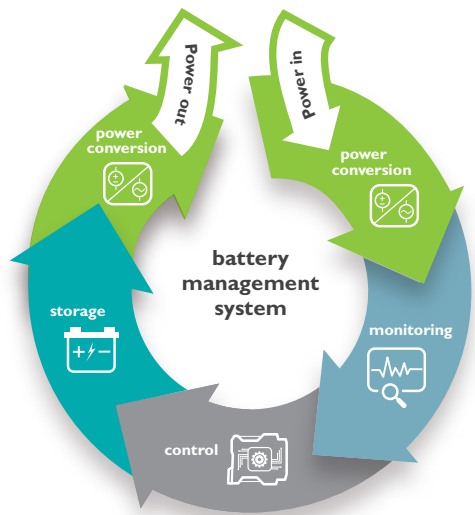 Power out
Power in
power
conversion
power
conversion
battery
management
system
storage
monitoring
control